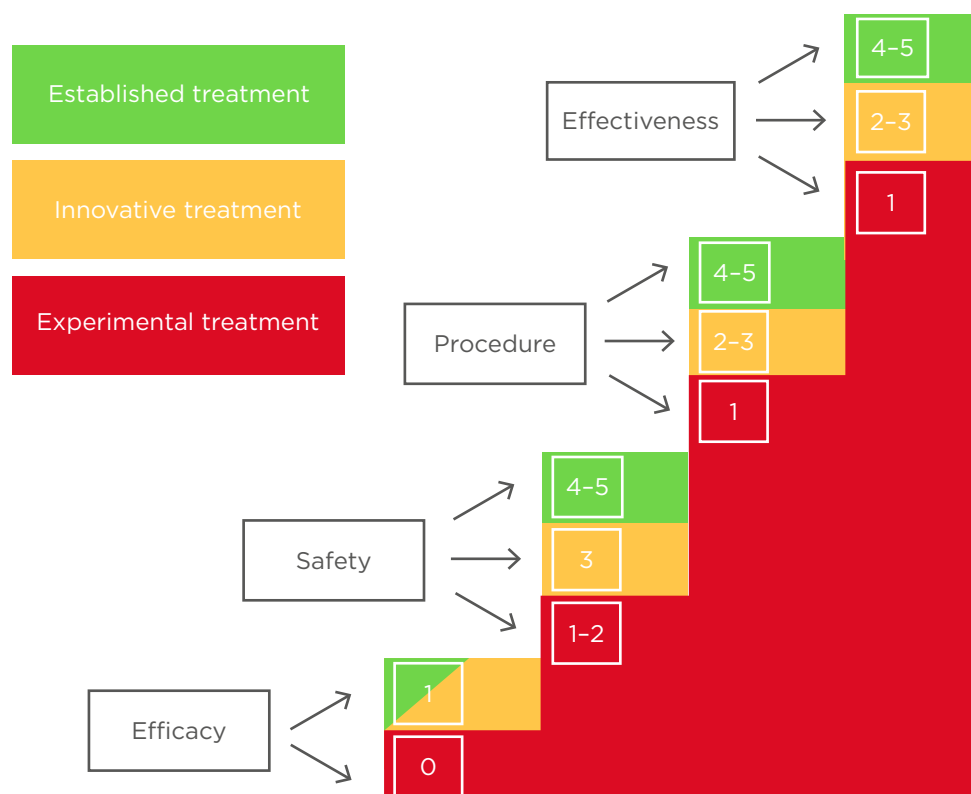 Established treatment
Innovative treatment
Experimental treatment
Effectiveness
4–5
2–3
1
Procedure
4–5
2–3
1
Safety
4–5
3
1–2
Efficacy
1
0